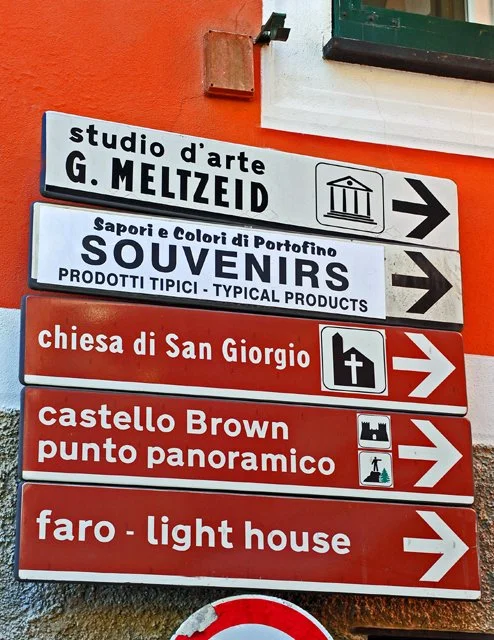 studio d'arte
G. MELTZEID
Sapori e Colori di Portofino
SOUVENIRS
PRODOTTI TIPICI - TYPICAL PRODUCTS
chiesa di San Giorgio
castello Brown
punto panoramico
faro - light house